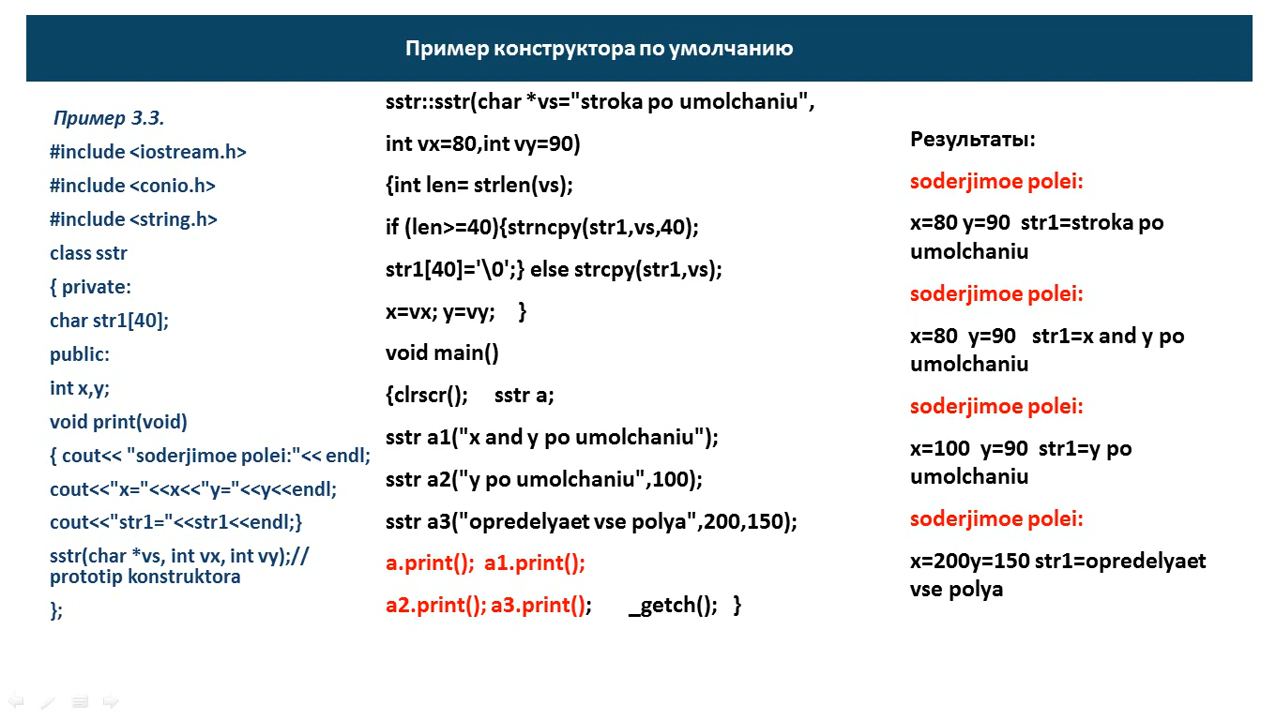 Пример конструктора по умолчанию
Пример 3.3.
#include <iostream.h>
#include <conio.h>
#include <string.h>
class sstr
{ private:
char str1[40];
public:
int x,y;
void print(void)
{ cout<< "soderjimoe polei:"<< endl;
cout<<"x="<<x<<"y="<<y<<endl;
cout<<"str1="<<str1<<endl;}
sstr(char *vs, int vx, int vy);//
prototip konstruktora
};
sstr::sstr(char *vs="stroka po umolchaniu",
int vx=80,int vy=90)
{int len= strlen(vs);
if (len>=40){strncpy(str1,vs,40);
str1[40]='\0';} else strcpy(str1,vs);
x=vx; y=vy; }
void main()
{clrscr(); sstr a;
sstr a1("x and y po umolchaniu");
sstr a2("y po umolchaniu",100);
sstr a3("opredelyaet vse polya",200,150);
a.print(); a1.print();
a2.print(); a3.print(); _getch(); }
Результаты:
soderjimoe polei:
x=80 y=90 str1=stroka po
umolchaniu
soderjimoe polei:
x=80 y=90 str1=x and y po
umolchaniu
soderjimoe polei:
x=100 y=90 str1=y po
umolchaniu
soderjimoe polei:
x=200y=150 str1=opredelyaet
vse polya